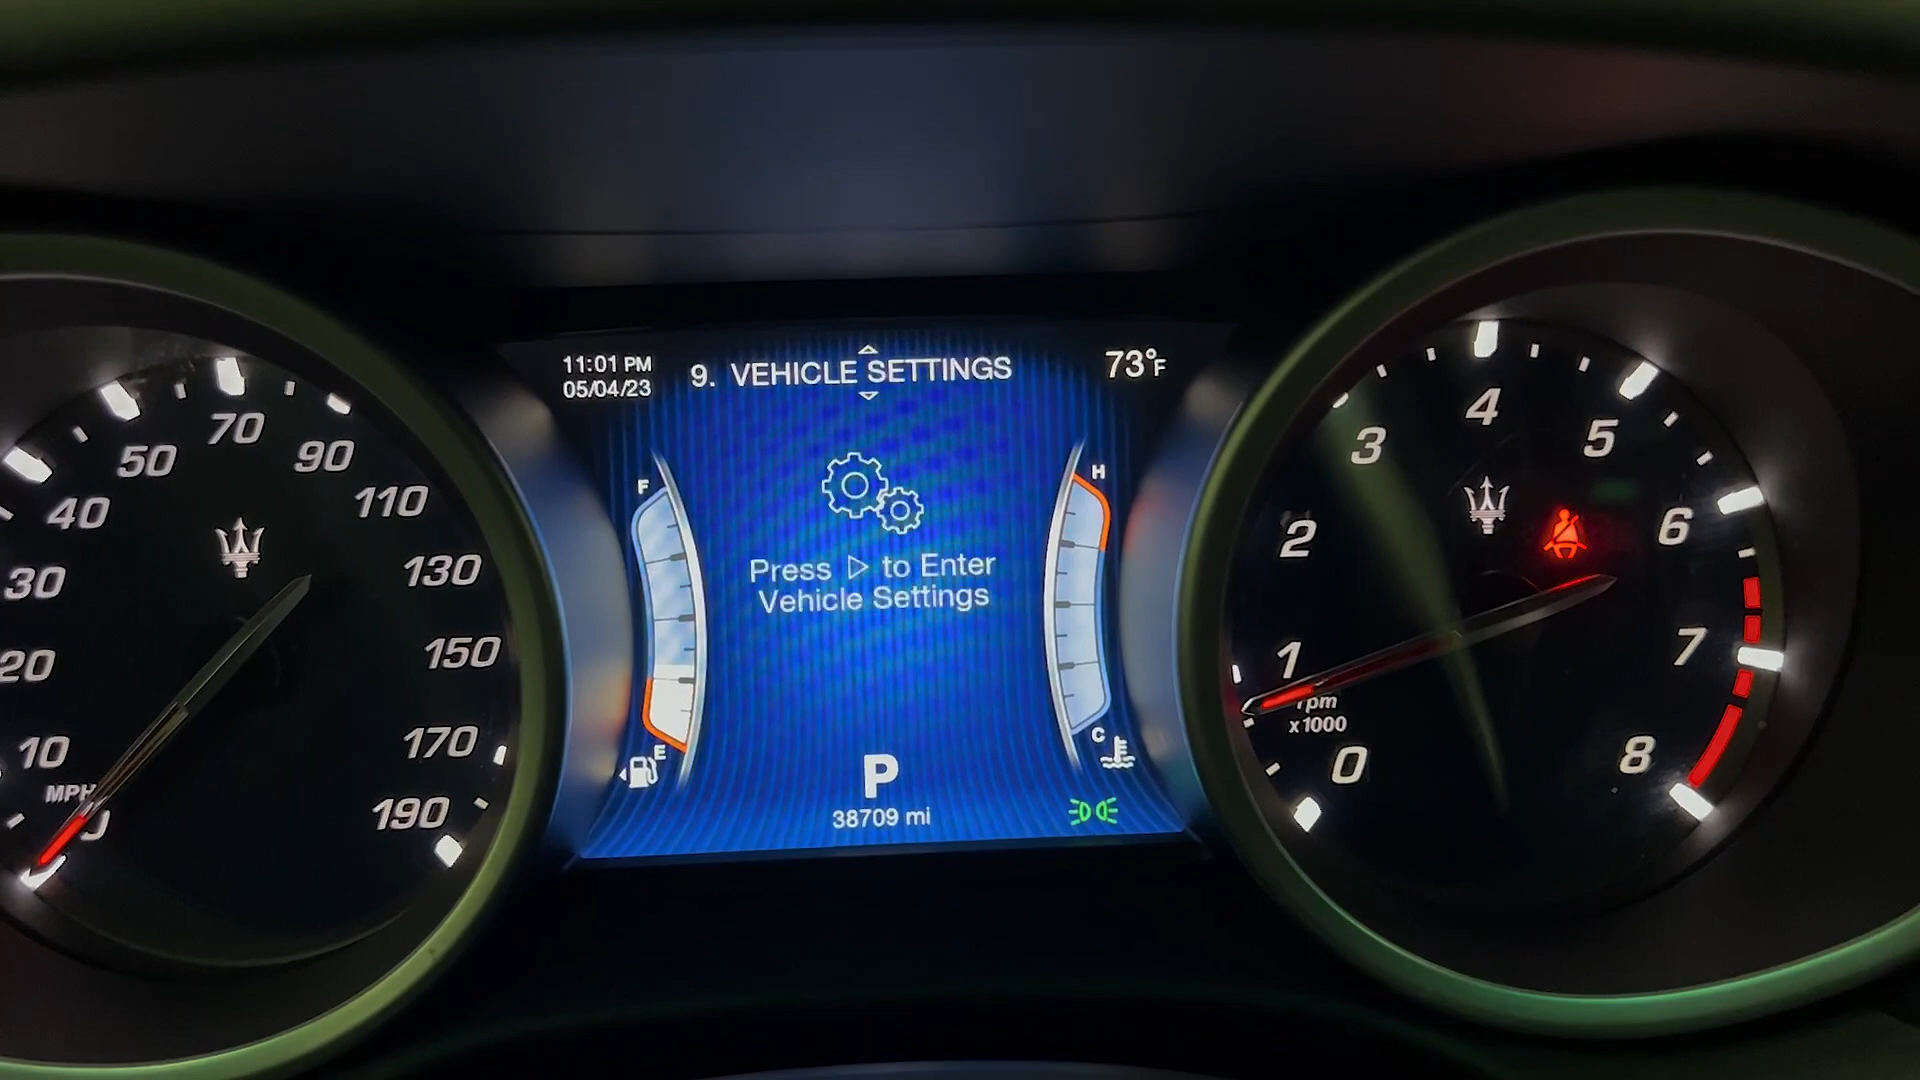 10
20
30
40
50
70
90
110
130
150
170
190
MPH
0
11:01 PM
05/04/23
9. VEHICLE SETTINGS
73°F
F
E
H
C
Press ▷ to Enter
Vehicle Settings
P
38709 mi
0
1
2
3
4
5
6
7
8
rpm
x1000